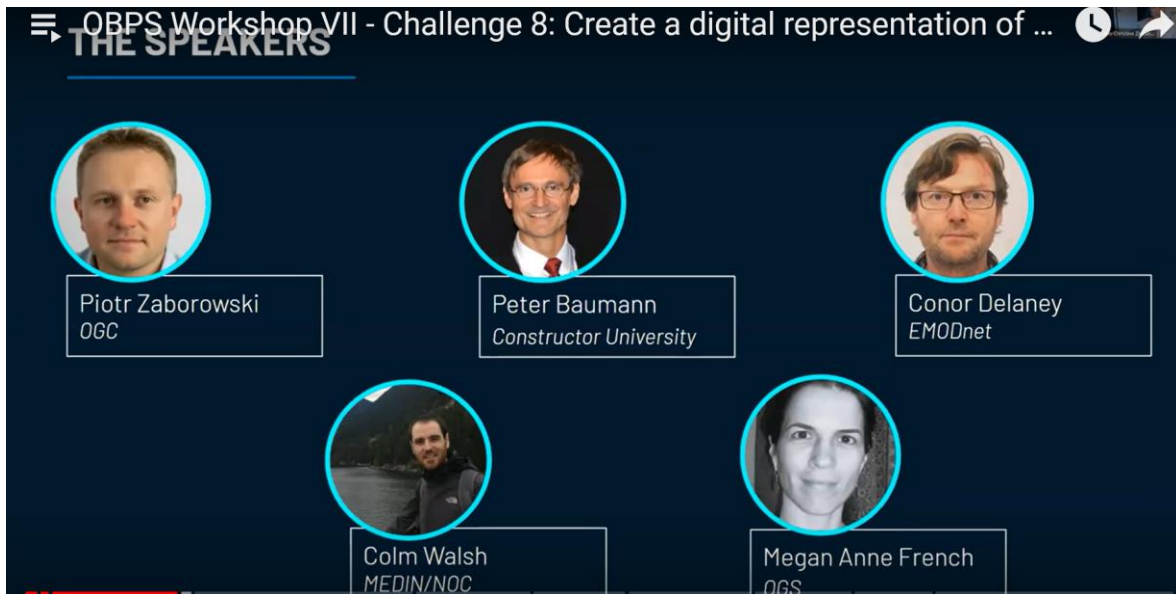 OBPS Workshop VII - Challenge 8: Create a digital representation of ...
THE SPEAKERS
Piotr Zaborowski
OGC
Peter Baumann
Constructor University
Conor Delaney
EMODnet
Colm Walsh
MEDIN/NOC
Megan Anne French
OGS